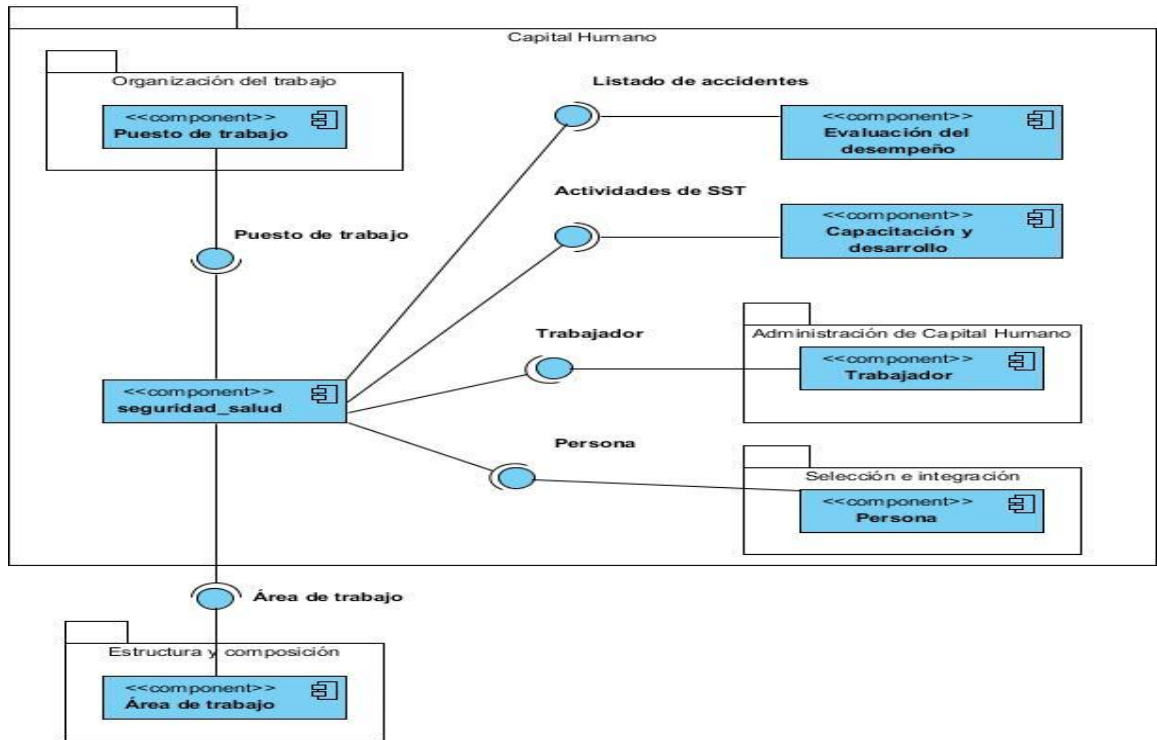 Capital Humano
Organización del trabajo
<<component>>
Puesto de trabajo
Listado de accidentes
<<component>>
Evaluación del
desempeño
Actividades de SST
<<component>>
Capacitación y
desarrollo
Puesto de trabajo
Trabajador
Administración de Capital Humano
<<component>>
Trabajador
<<component>>
seguridad_salud
Persona
Selección e integración
<<component>>
Persona
Área de trabajo
Estructura y composición
<<component>>
Área de trabajo